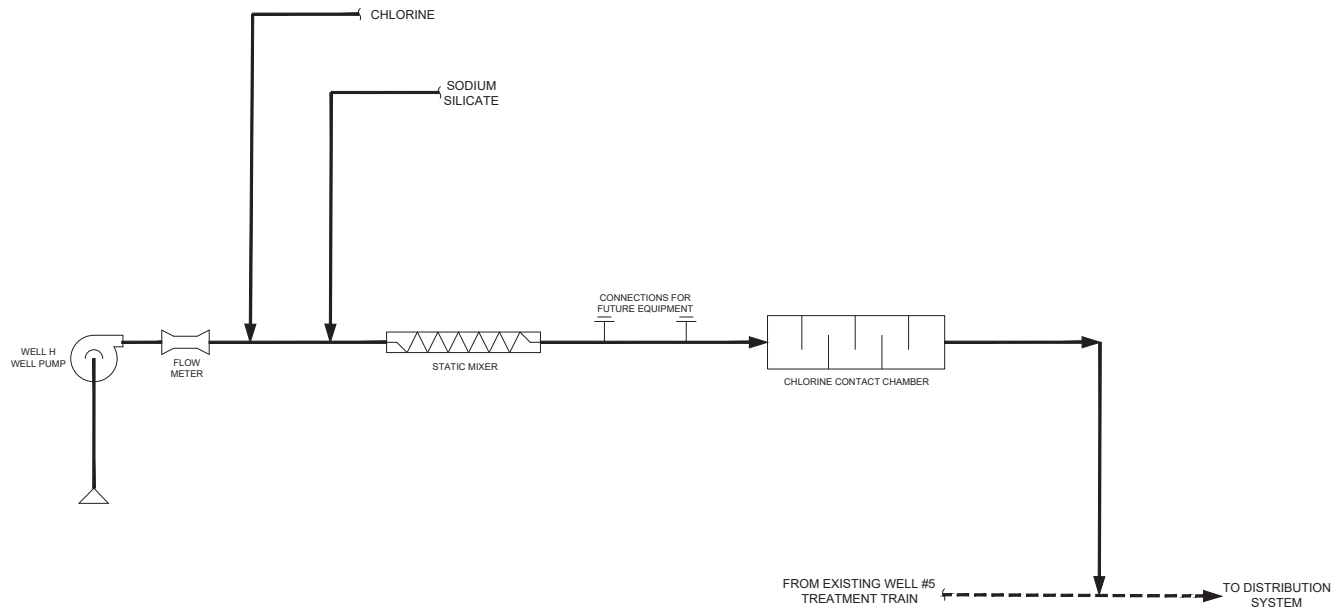 CHLORINE
SODIUM
SILICATE
CONNECTIONS FOR
FUTURE EQUIPMENT
WELL H
WELL PUMP
FLOW
METER
STATIC MIXER
CHLORINE CONTACT CHAMBER
FROM EXISTING WELL #5
TREATMENT TRAIN
TO DISTRIBUTION
SYSTEM